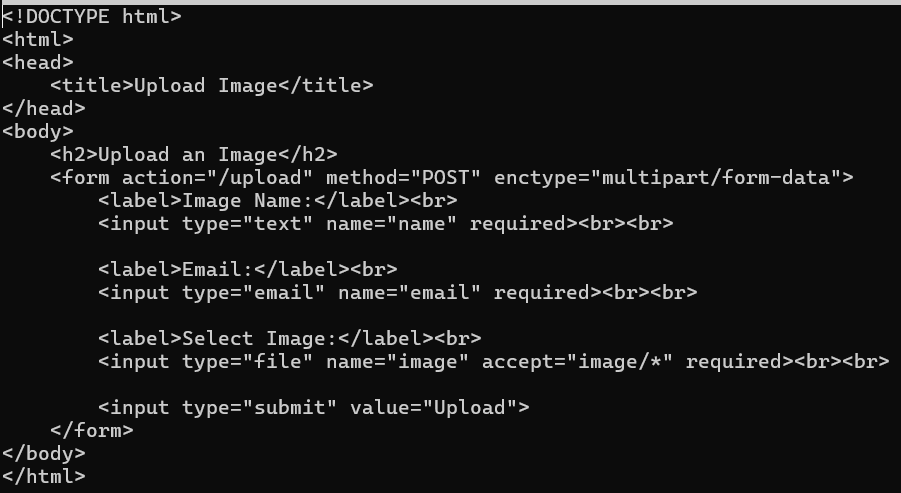 <!DOCTYPE html>
<html>
<head>
    <title>Upload Image</title>
</head>
<body>
    <h2>Upload an Image</h2>
    <form action="/upload" method="POST" enctype="multipart/form-data">
        <label>Image Name:</label><br>
        <input type="text" name="name" required><br><br>

        <label>Email:</label><br>
        <input type="email" name="email" required><br><br>

        <label>Select Image:</label><br>
        <input type="file" name="image" accept="image/*" required><br><br>

        <input type="submit" value="Upload">
    </form>
</body>
</html>